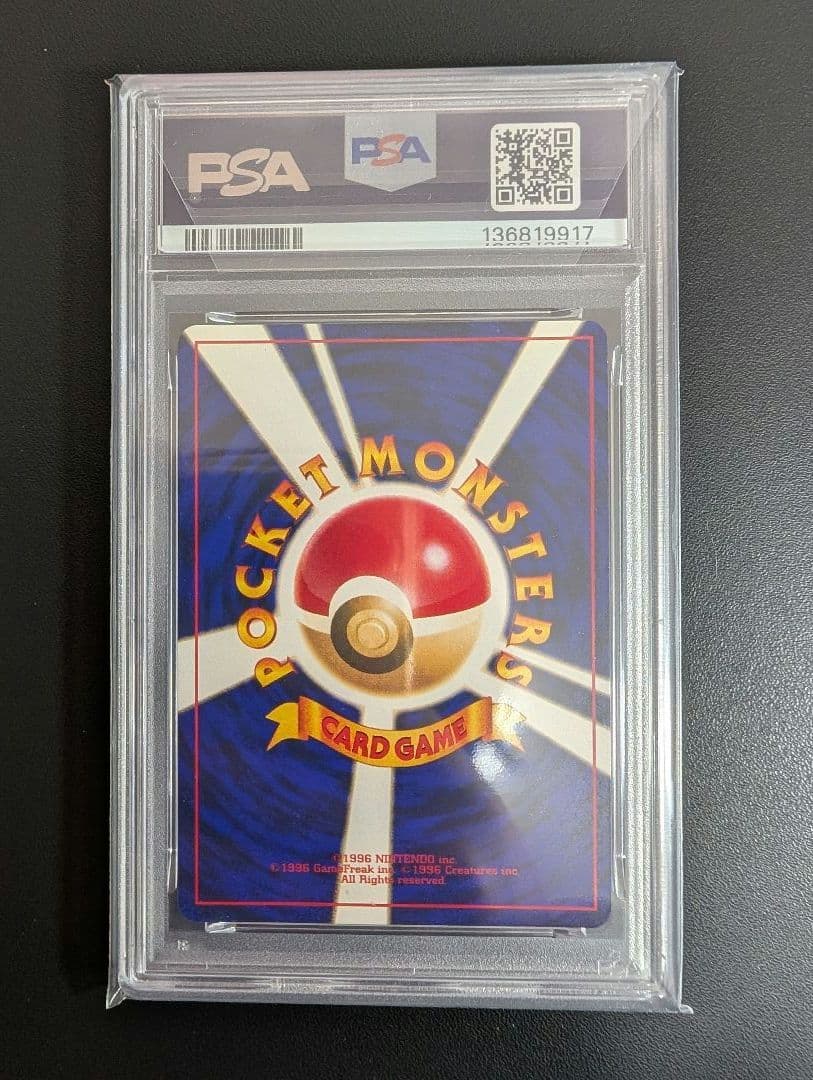 PSA
PSA
136819917
POCKET MONSTERS
CARD GAME
©1996 NINTENDO inc.
©1996 GameFreak inc. ©1996 Creatures inc.
All Rights reserved.